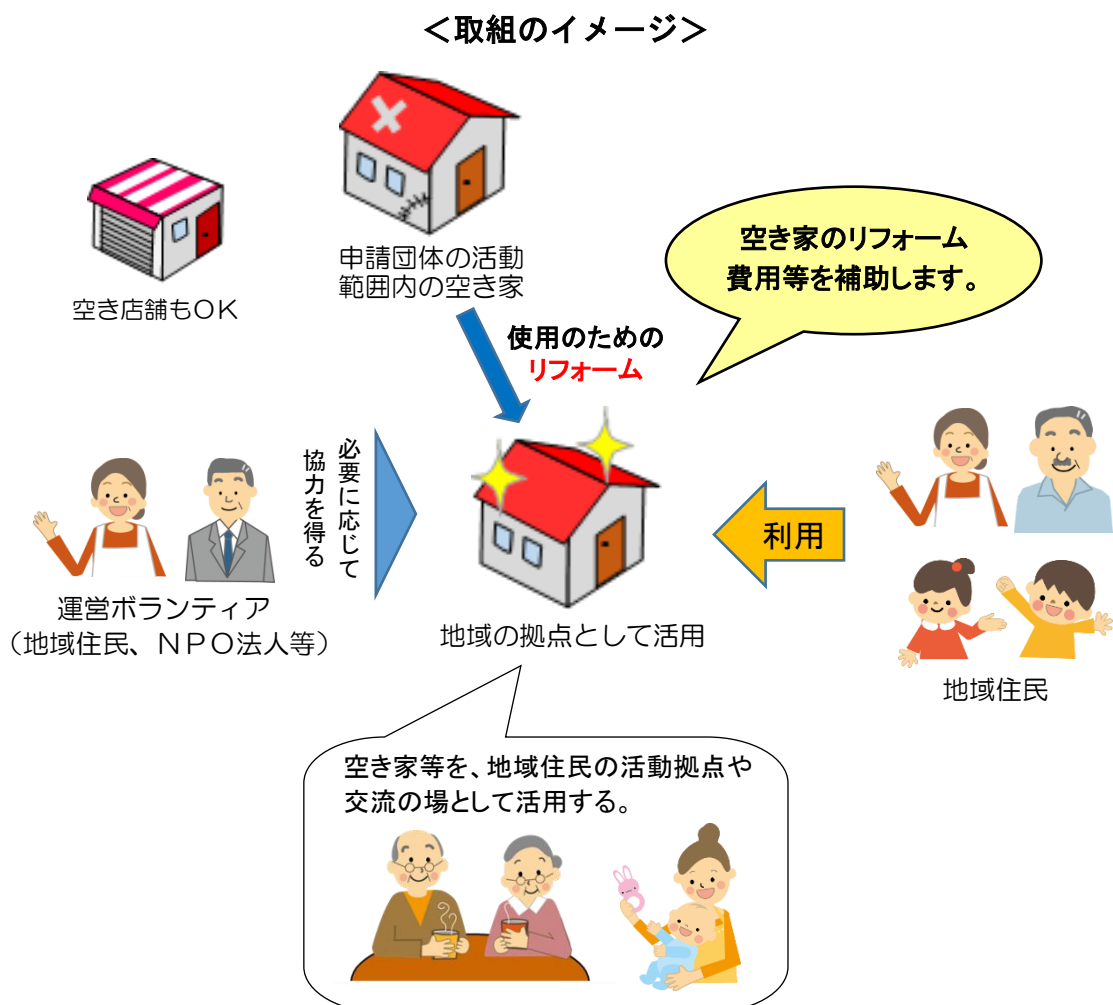 ＜取組のイメージ＞
申請団体の活動
範囲内の空き家
空き店舗もＯＫ
空き家のリフォーム
費用等を補助します。
使用のための
リフォーム
必要に応じて
協力を得る
利用
運営ボランティア
（地域住民、ＮＰＯ法人等）
地域の拠点として活用
地域住民
空き家等を、地域住民の活動拠点や
交流の場として活用する。